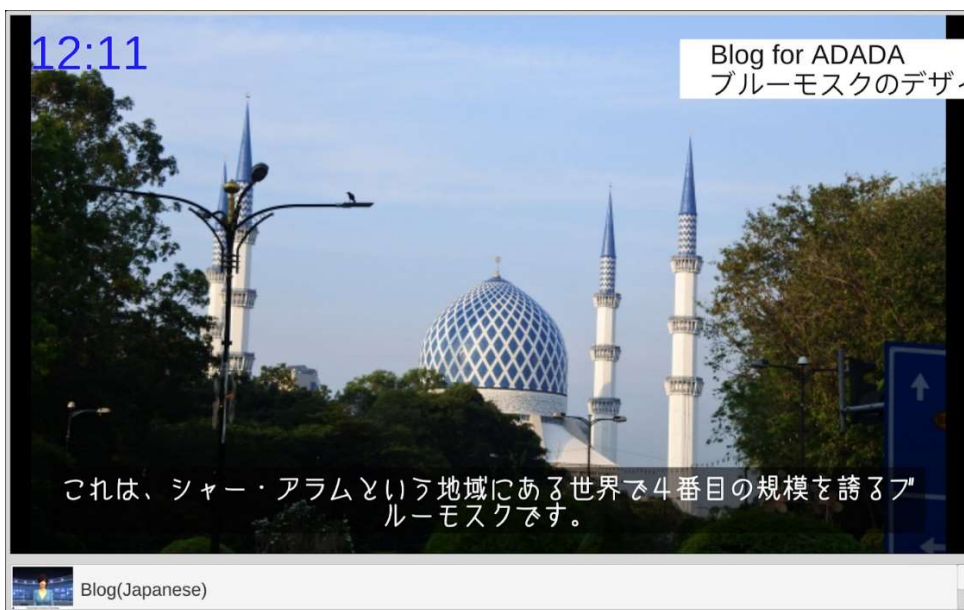 12:11
Blog for ADADA
ブルーモスクのデザイ
これは、シャー・アラムという地域にある世界で4番目の規模を誇るブ
ルーモスクです。
Blog(Japanese)